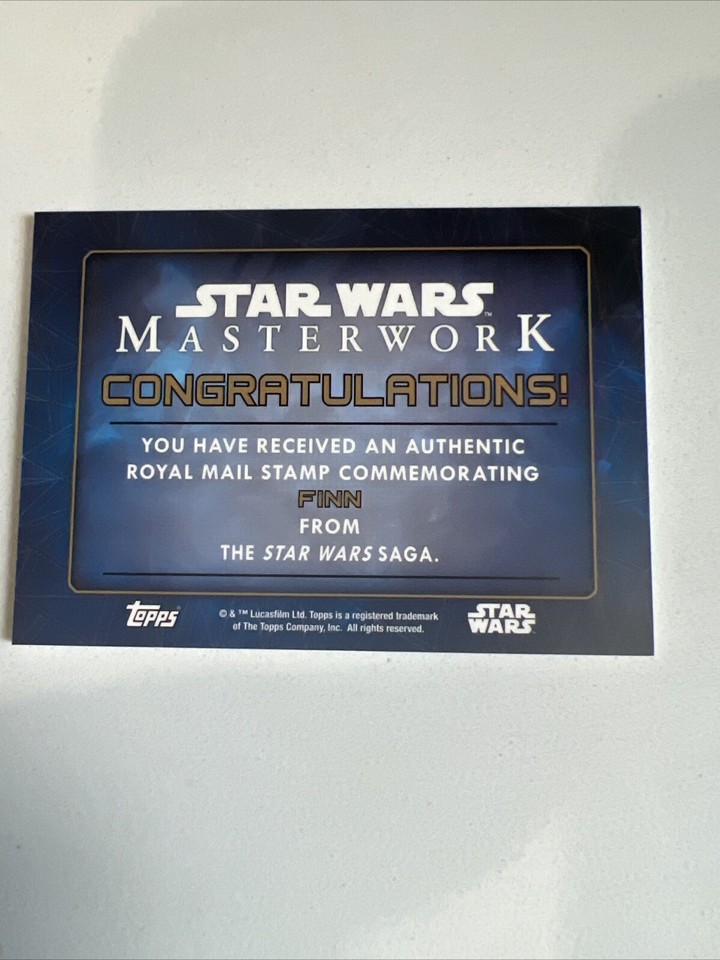 STAR WARS™
MASTERWORK
CONGRATULATIONS!
YOU HAVE RECEIVED AN AUTHENTIC
ROYAL MAIL STAMP COMMEMORATING
FINN
FROM
THE STAR WARS SAGA.
Topps®
© & ™ Lucasfilm Ltd. Topps is a registered trademark
of The Topps Company, Inc. All rights reserved.
STAR
WARS